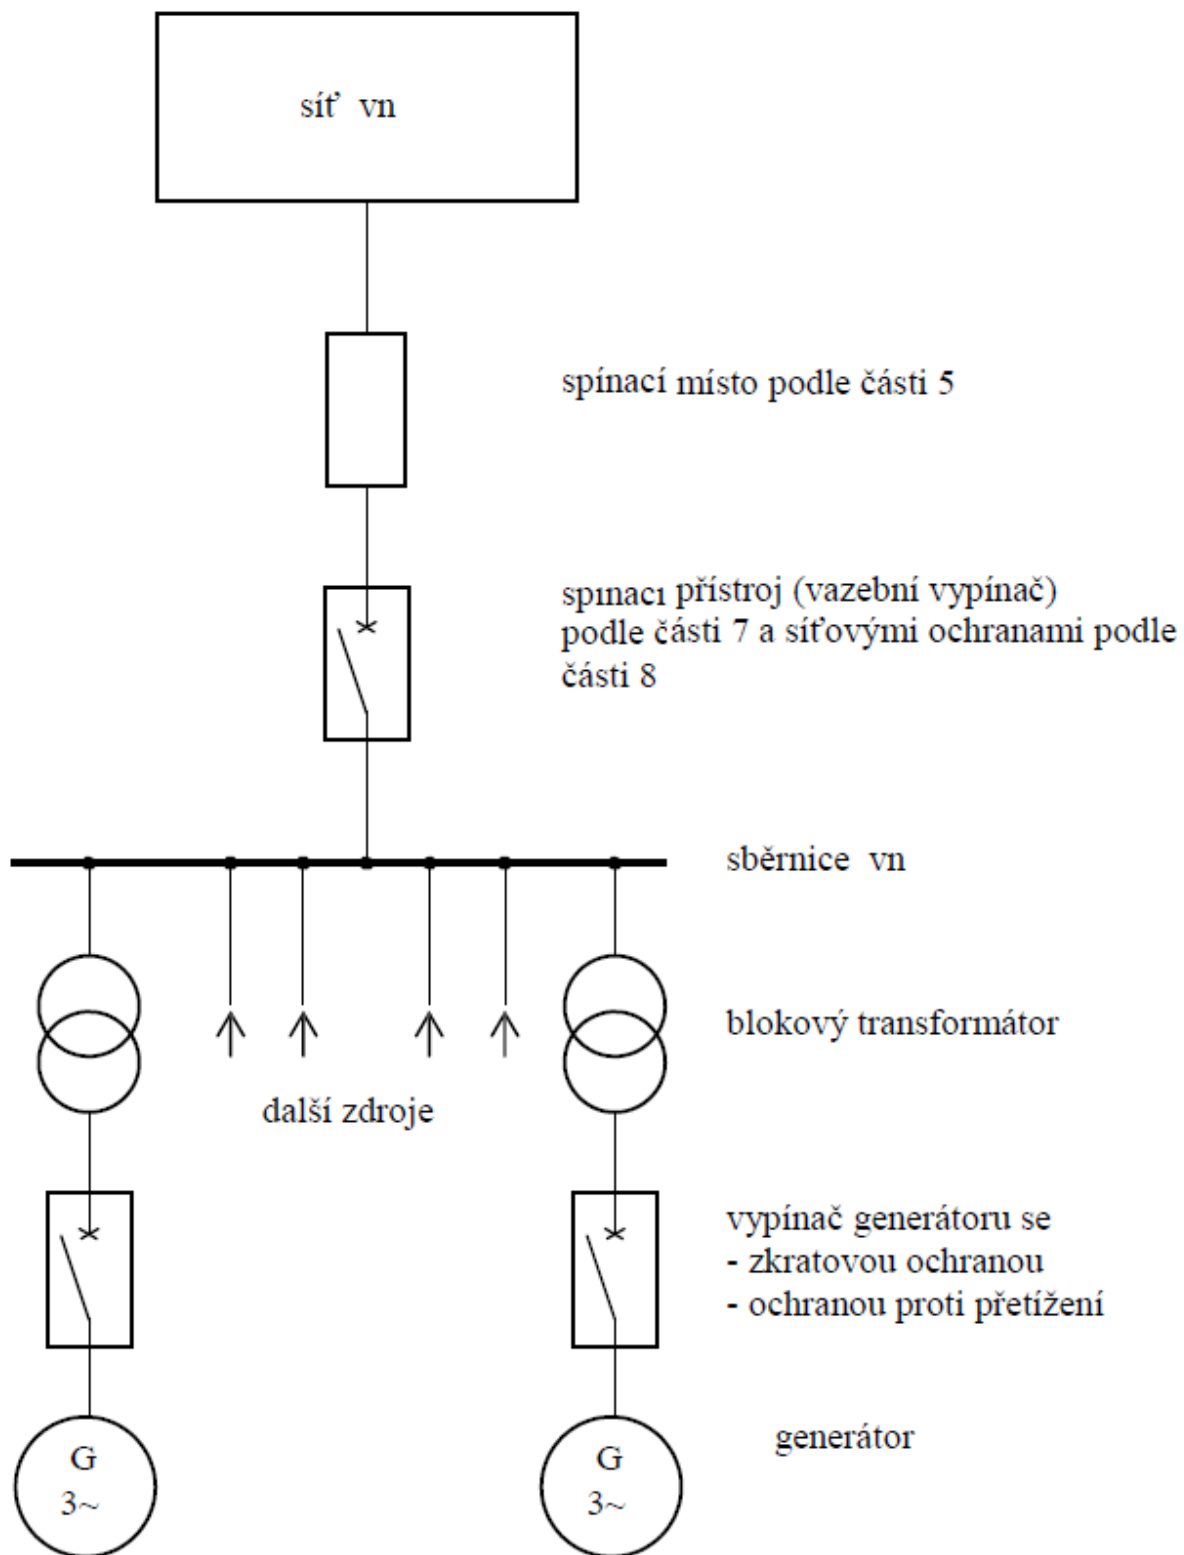 síť vn
spínací místo podle části 5
spınacı přístroj (vazební vypínač)
podle části 7 a síťovými ochranami podle
části 8
sběrnice vn
blokový transformátor
další zdroje
vypínač generátoru se
- zkratovou ochranou
- ochranou proti přetížení
generátor
G
3~
G
3~